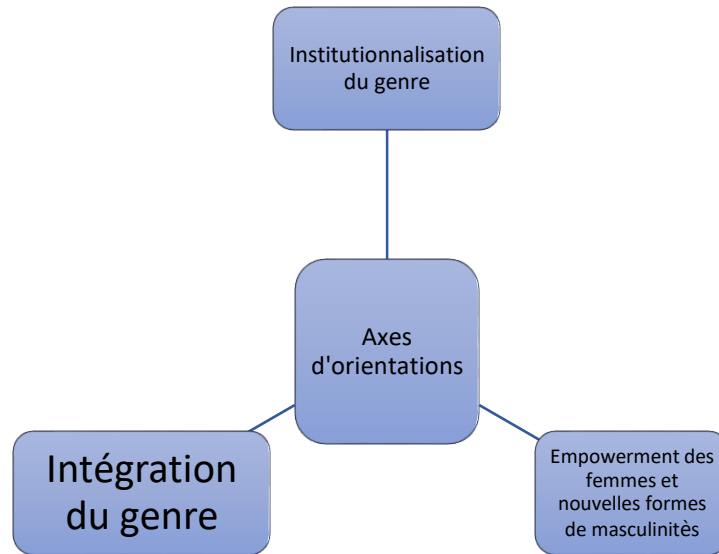 Institutionnalisation
du genre
Axes
d'orientations
Intégration
du genre
Empowerment des
femmes et
nouvelles formes
de masculinitès